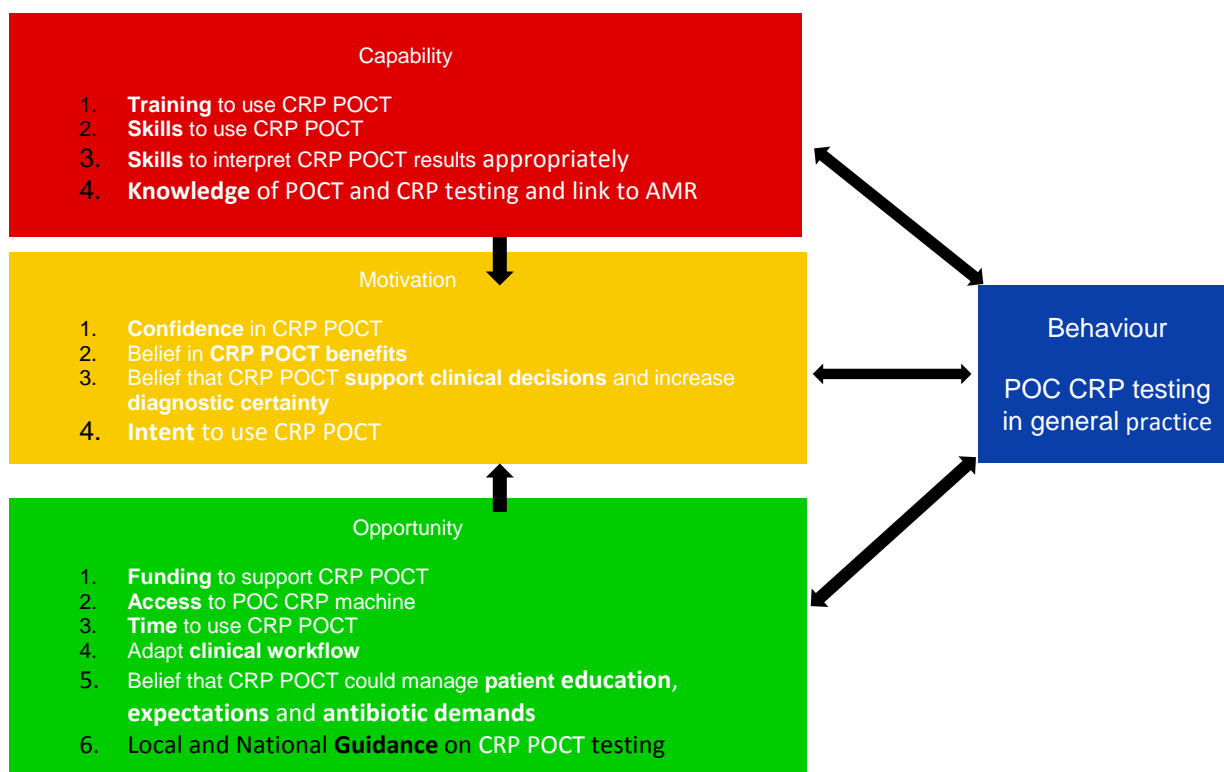 Capability
1. Training to use CRP POCT
2. Skills to use CRP POCT
3. Skills to interpret CRP POCT results appropriately
4. Knowledge of POCT and CRP testing and link to AMR
Motivation
1. Confidence in CRP POCT
2. Belief in CRP POCT benefits
3. Belief that CRP POCT support clinical decisions and increase
diagnostic certainty
4. Intent to use CRP POCT
Opportunity
1. Funding to support CRP POCT
2. Access to POC CRP machine
3. Time to use CRP POCT
4. Adapt clinical workflow
5. Belief that CRP POCT could manage patient education,
expectations and antibiotic demands
6. Local and National Guidance on CRP POCT testing
Behaviour
POC CRP testing
in general practice